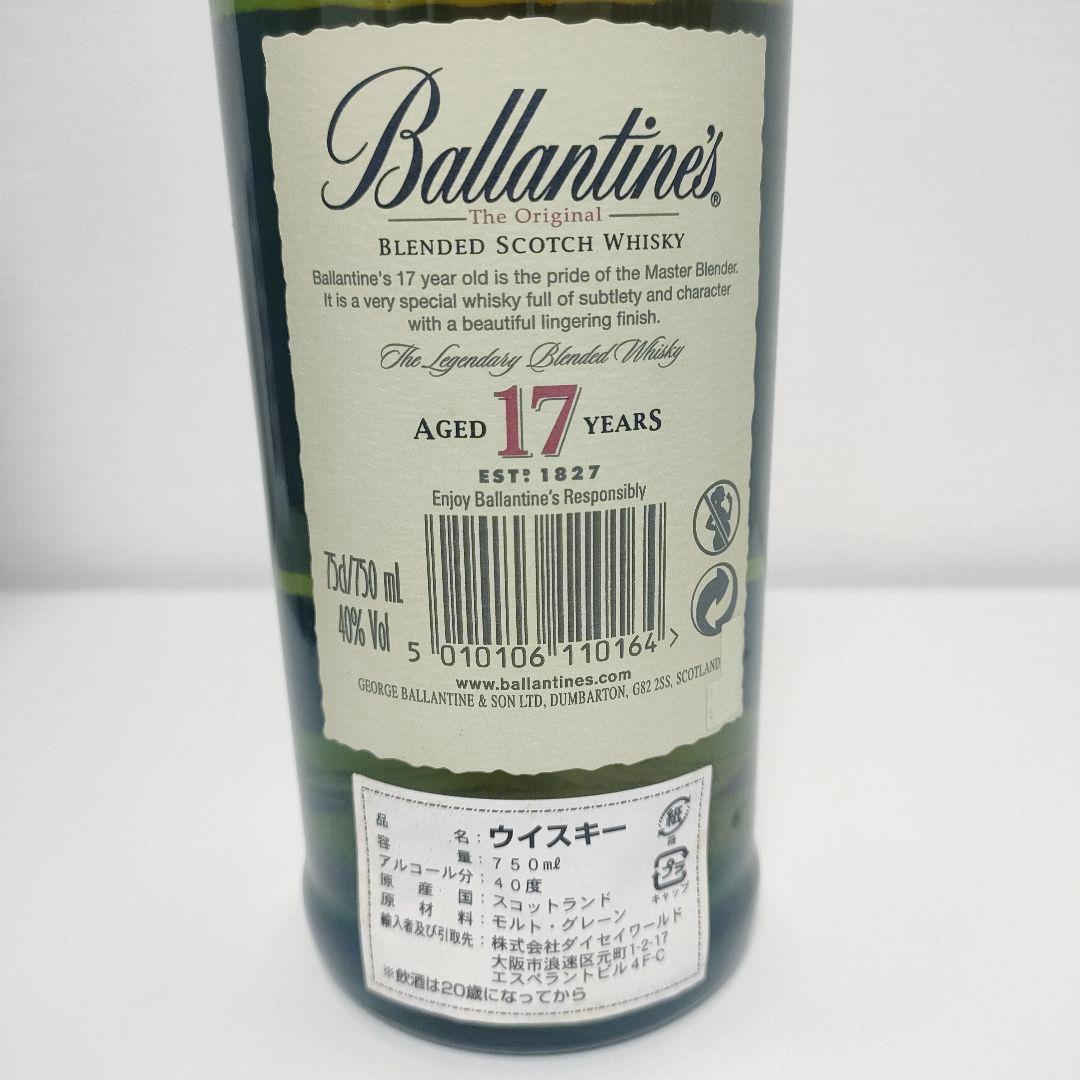 Ballantine's®
The Original
BLENDED SCOTCH WHISKY
Ballantine's 17 year old is the pride of the Master Blender.
It is a very special whisky full of subtlety and character
with a beautiful lingering finish.
The Legendary Blended Whisky
AGED 17 YEARS
ESTD. 1827
Enjoy Ballantine's Responsibly
75cl/750 mL
40% Vol
5 010106 110164 >
www.ballantines.com
GEORGE BALLANTINE & SON LTD, DUMBARTON, G82 2SS, SCOTLAND
品名：ウイスキー
容量：750㎖
アルコール分：40度
原産国：スコットランド
原材料：モルト・グレーン
輸入者及び引取先：株式会社ダイセイワールド
大阪市浪速区元町1-2-17
エスペラントビル4F-C
※飲酒は20歳になってから
紙
箱
プラ
キャップ